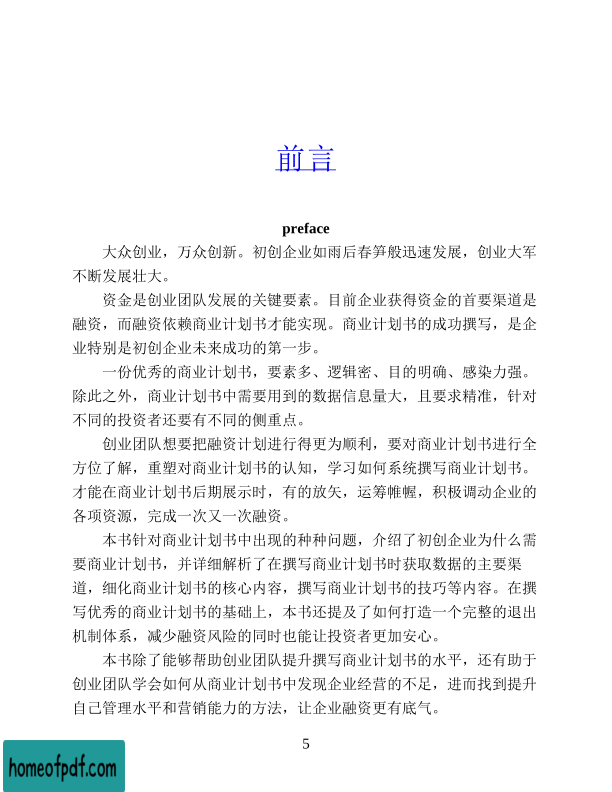 前言
preface
大众创业，万众创新。初创企业如雨后春笋般迅速发展，创业大军
不断发展壮大。
资金是创业团队发展的关键要素。目前企业获得资金的首要渠道是
融资，而融资依赖商业计划书才能实现。商业计划书的成功撰写，是企
业特别是初创企业未来成功的第一步。
一份优秀的商业计划书，要素多、逻辑密、目的明确、感染力强。
除此之外，商业计划书中需要用到的数据信息量大，且要求精准，针对
不同的投资者还要有不同的侧重点。
创业团队想要把融资计划进行得更为顺利，要对商业计划书进行全
方位了解，重塑对商业计划书的认知，学习如何系统撰写商业计划书。
才能在商业计划书后期展示时，有的放矢，运筹帷幄，积极调动企业的
各项资源，完成一次又一次融资。
本书针对商业计划书中出现的种种问题，介绍了初创企业为什么需
要商业计划书，并详细解析了在撰写商业计划书时获取数据的主要渠
道，细化商业计划书的核心内容，撰写商业计划书的技巧等内容。在撰
写优秀的商业计划书的基础上，本书还提及了如何打造一个完整的退出
机制体系，减少融资风险的同时也能让投资者更加安心。
本书除了能够帮助创业团队提升撰写商业计划书的水平，还有助于
创业团队学会如何从商业计划书中发现企业经营的不足，进而找到提升
自己管理水平和营销能力的方法，让企业融资更有底气。
5
homeofpdf.com